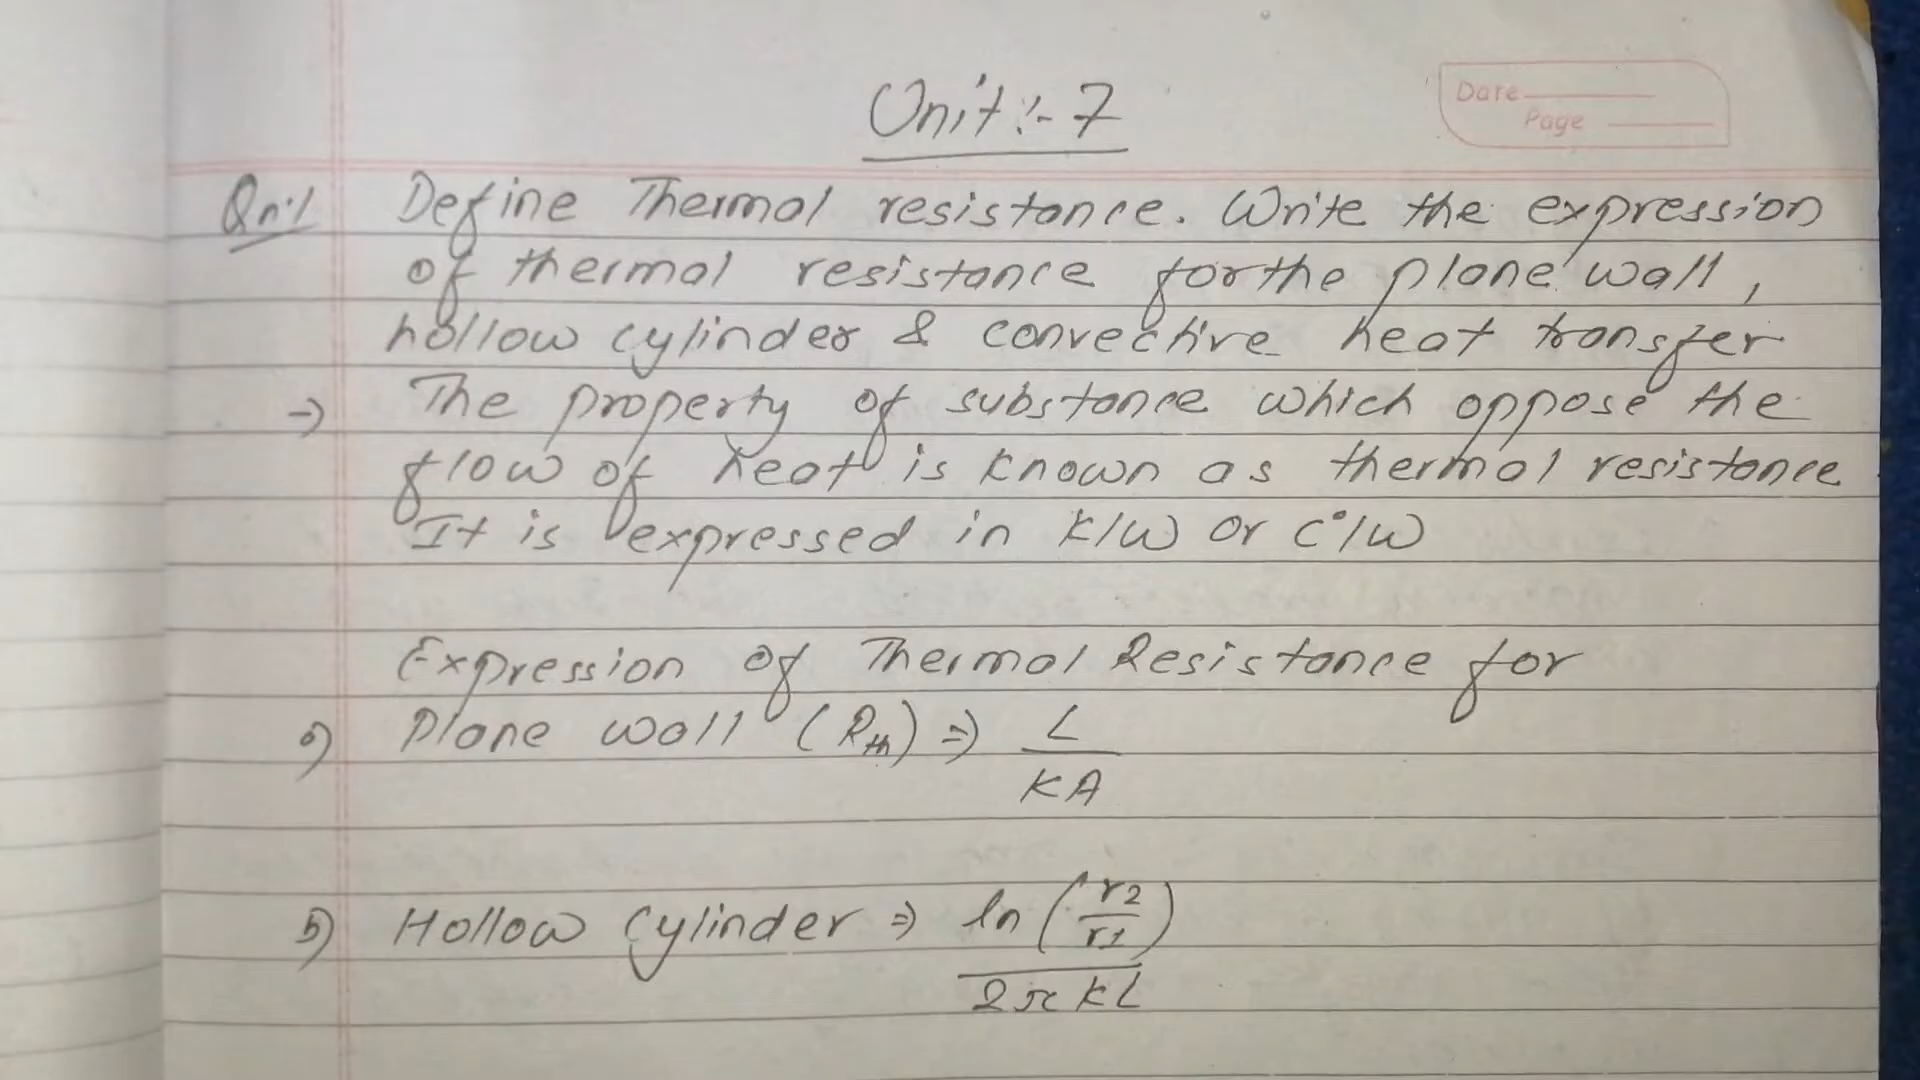 Unit :- 7
Date
Page
Qn:1 Define Thermal resistance. Write the expression
of thermal resistance for the plane wall,
hollow cylinder & convective heat transfer
→ The property of substance which oppose the
flow of heat is known as thermal resistance
It is expressed in K/W or C°/W
Expression of Thermal Resistance for
a) Plane wall (Rth) ⇒ L
KA
b) Hollow cylinder ⇒ ln (r2/r1)
2πKL